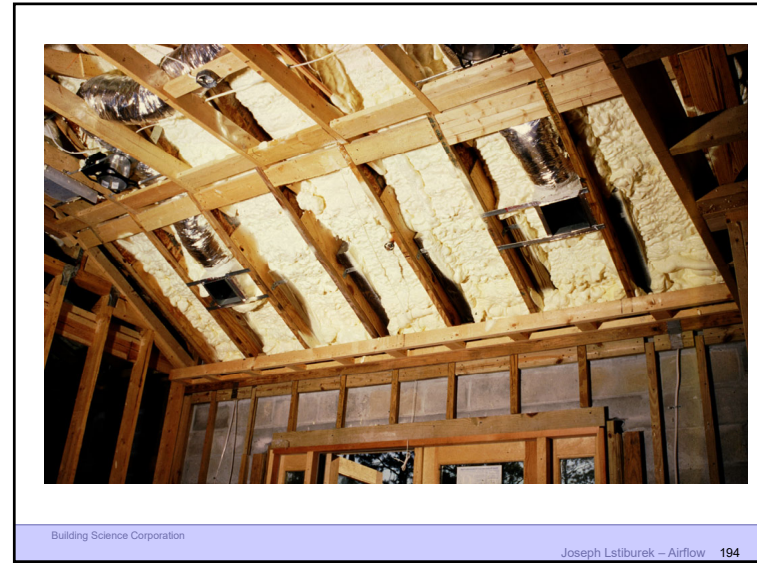 Building Science Corporation
Joseph Lstiburek – Airflow 194